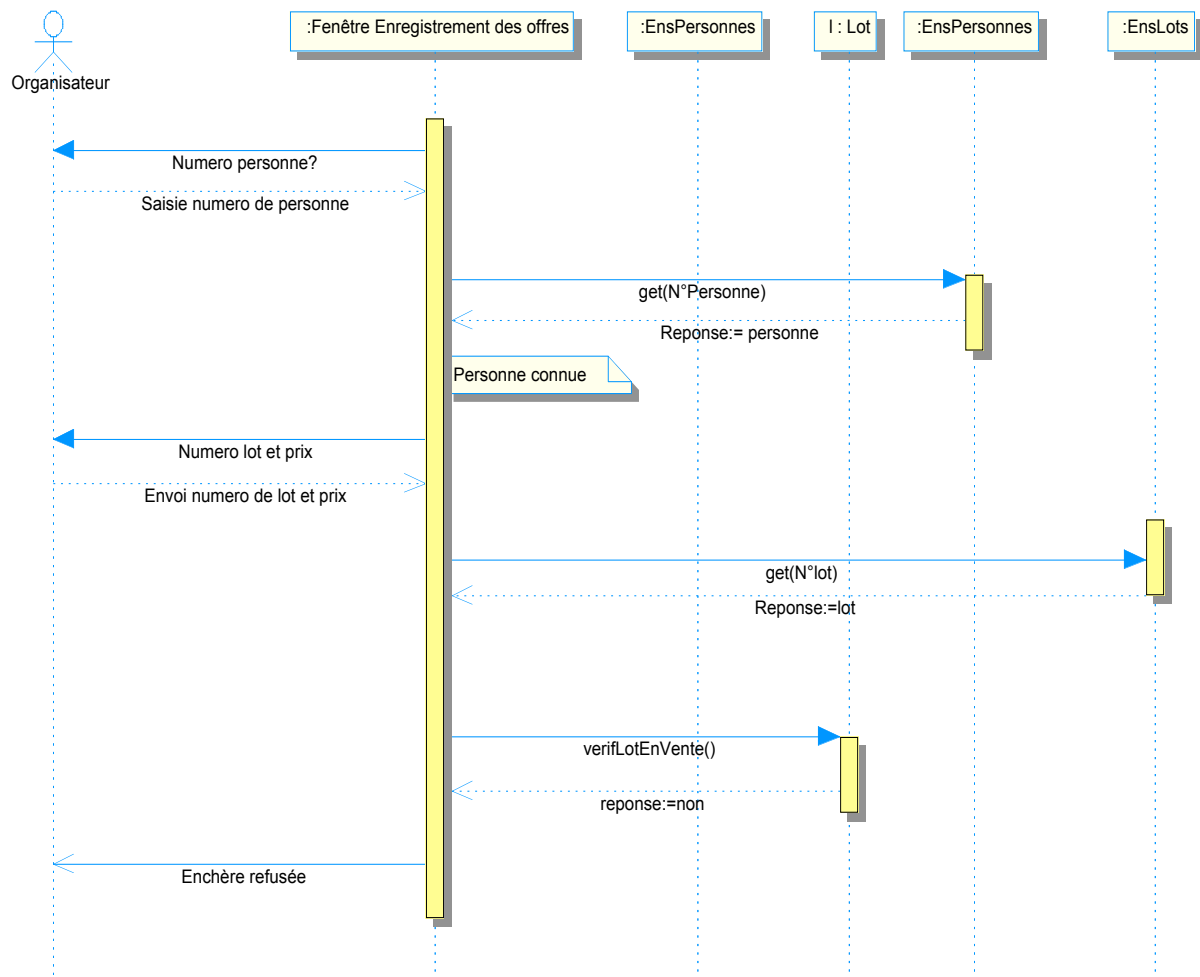 :Fenêtre Enregistrement des offres
:EnsPersonnes
l : Lot
:EnsPersonnes
:EnsLots
Organisateur
Numero personne?
Saisie numero de personne
get(N°Personne)
Reponse:= personne
Personne connue
Numero lot et prix
Envoi numero de lot et prix
get(N°lot)
Reponse:=lot
verifLotEnVente()
reponse:=non
Enchère refusée